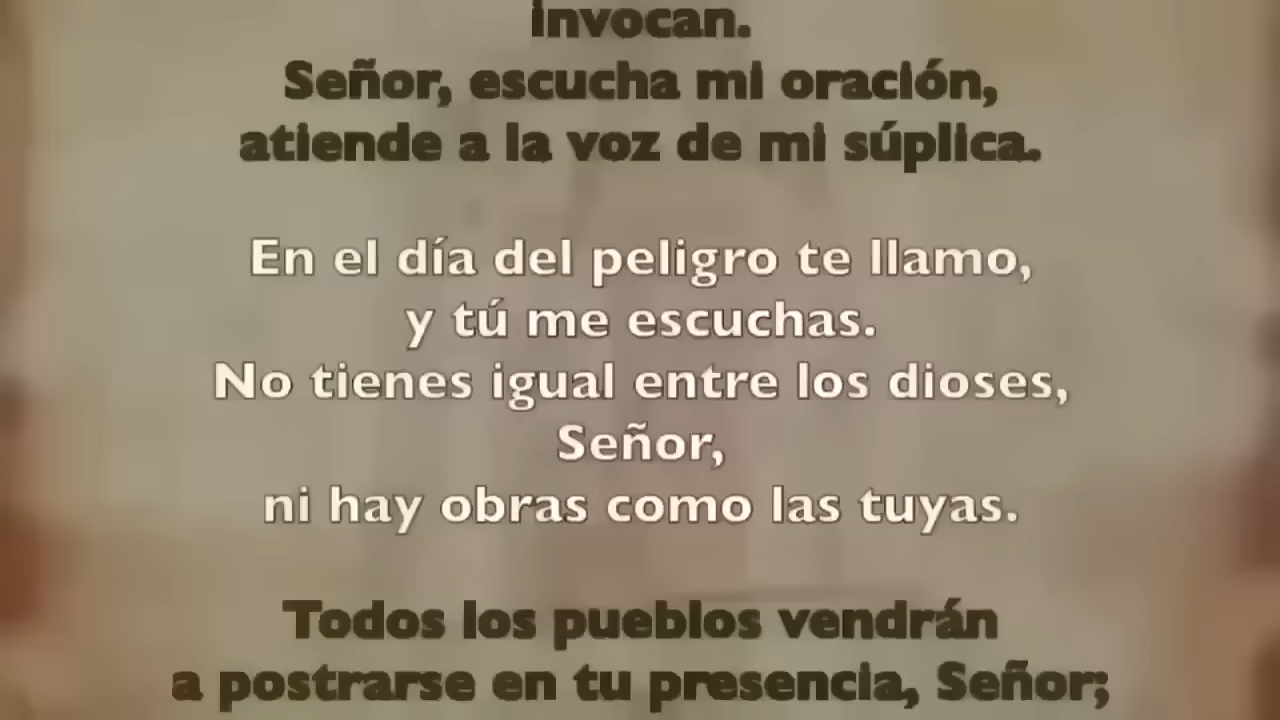 invocan.
Señor, escucha mi oración,
atiende a la voz de mi súplica.
En el día del peligro te llamo,
y tú me escuchas.
No tienes igual entre los dioses,
Señor,
ni hay obras como las tuyas.
Todos los pueblos vendrán
a postrarse en tu presencia, Señor;